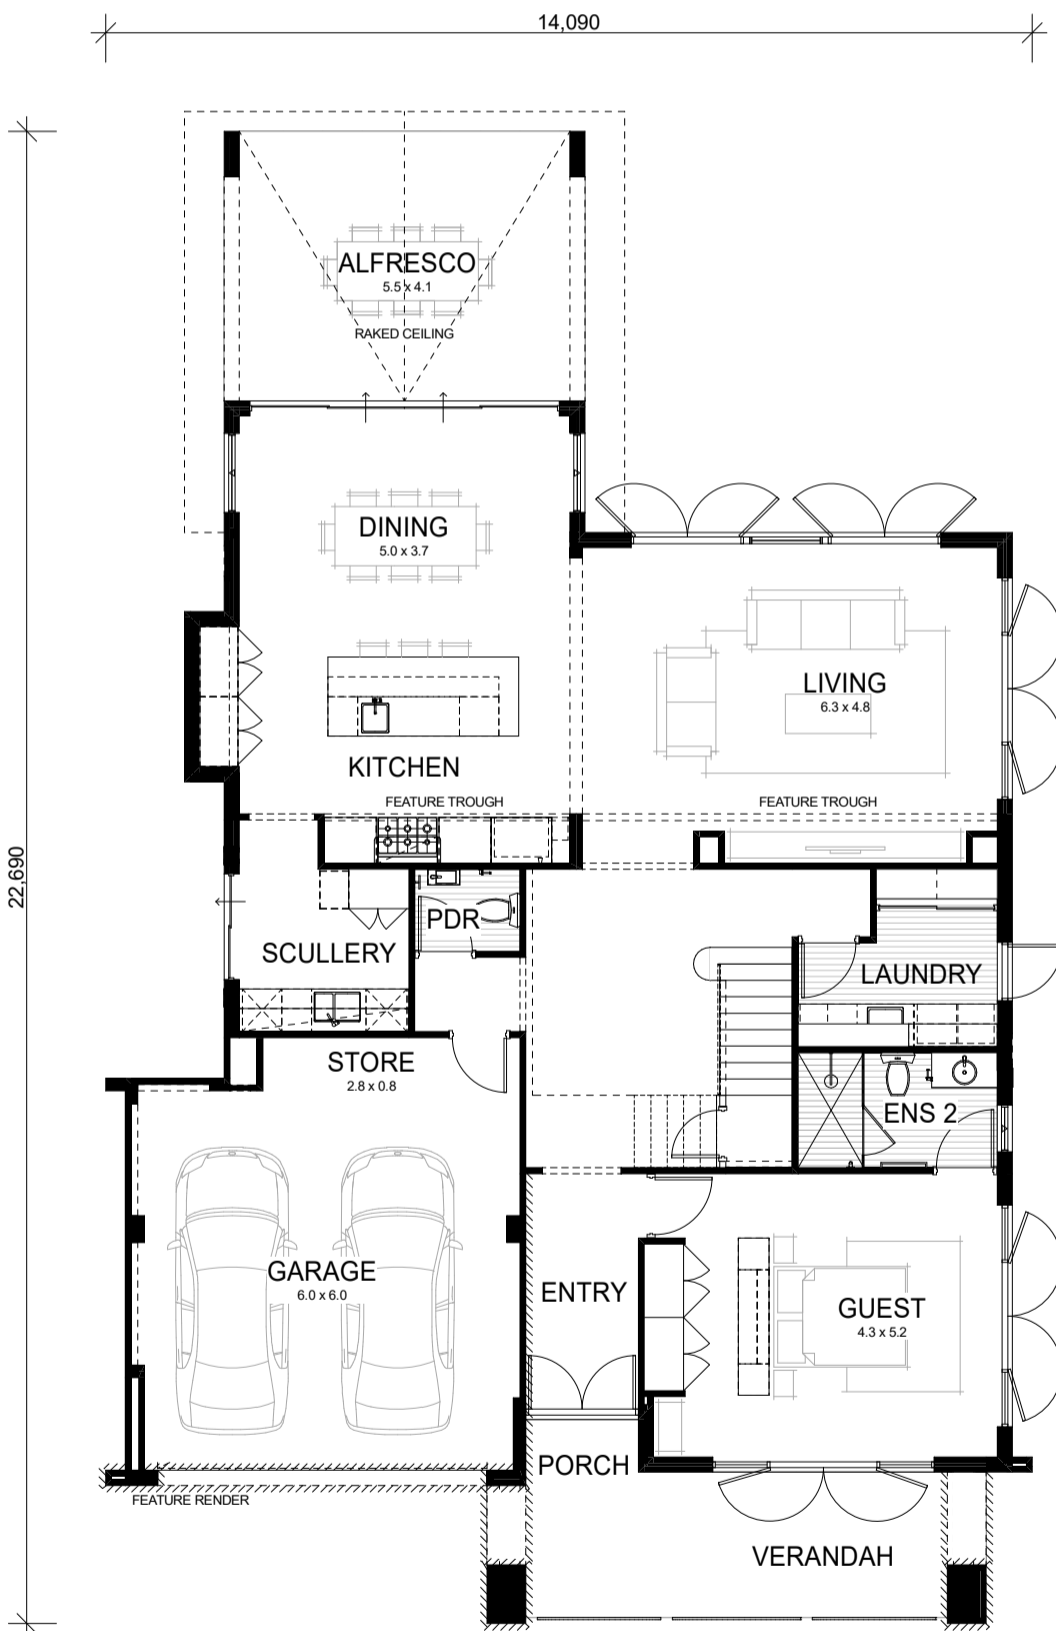 14,090
22,690
ALFRESCO
5.5 x 4.1
RAKED CEILING
DINING
5.0 x 3.7
LIVING
6.3 x 4.8
KITCHEN
FEATURE TROUGH
FEATURE TROUGH
PDR
SCULLERY
LAUNDRY
STORE
2.8 x 0.8
ENS 2
GARAGE
6.0 x 6.0
ENTRY
GUEST
4.3 x 5.2
PORCH
FEATURE RENDER
VERANDAH